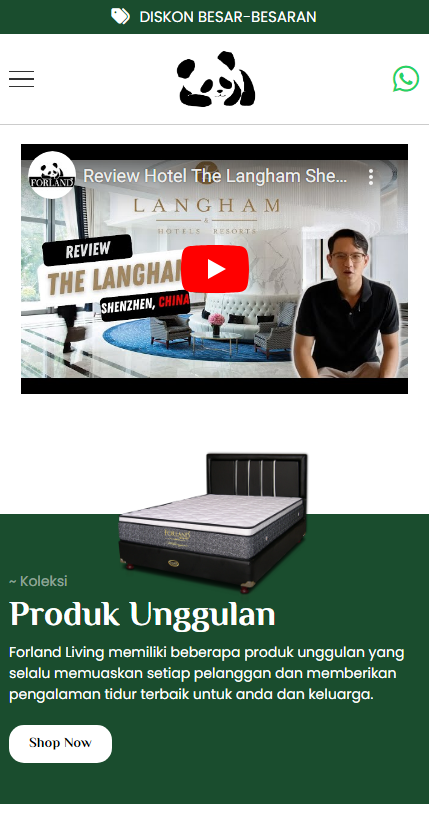 DISKON BESAR-BESARAN
FORLAND
Review Hotel The Langham She...
LANGHAM
HOTELS RESORTS
REVIEW
THE LANGHAM
SHENZHEN, CHINA
FORLAND
~ Koleksi
Produk Unggulan
Forland Living memiliki beberapa produk unggulan yang
selalu memuaskan setiap pelanggan dan memberikan
pengalaman tidur terbaik untuk anda dan keluarga.
Shop Now